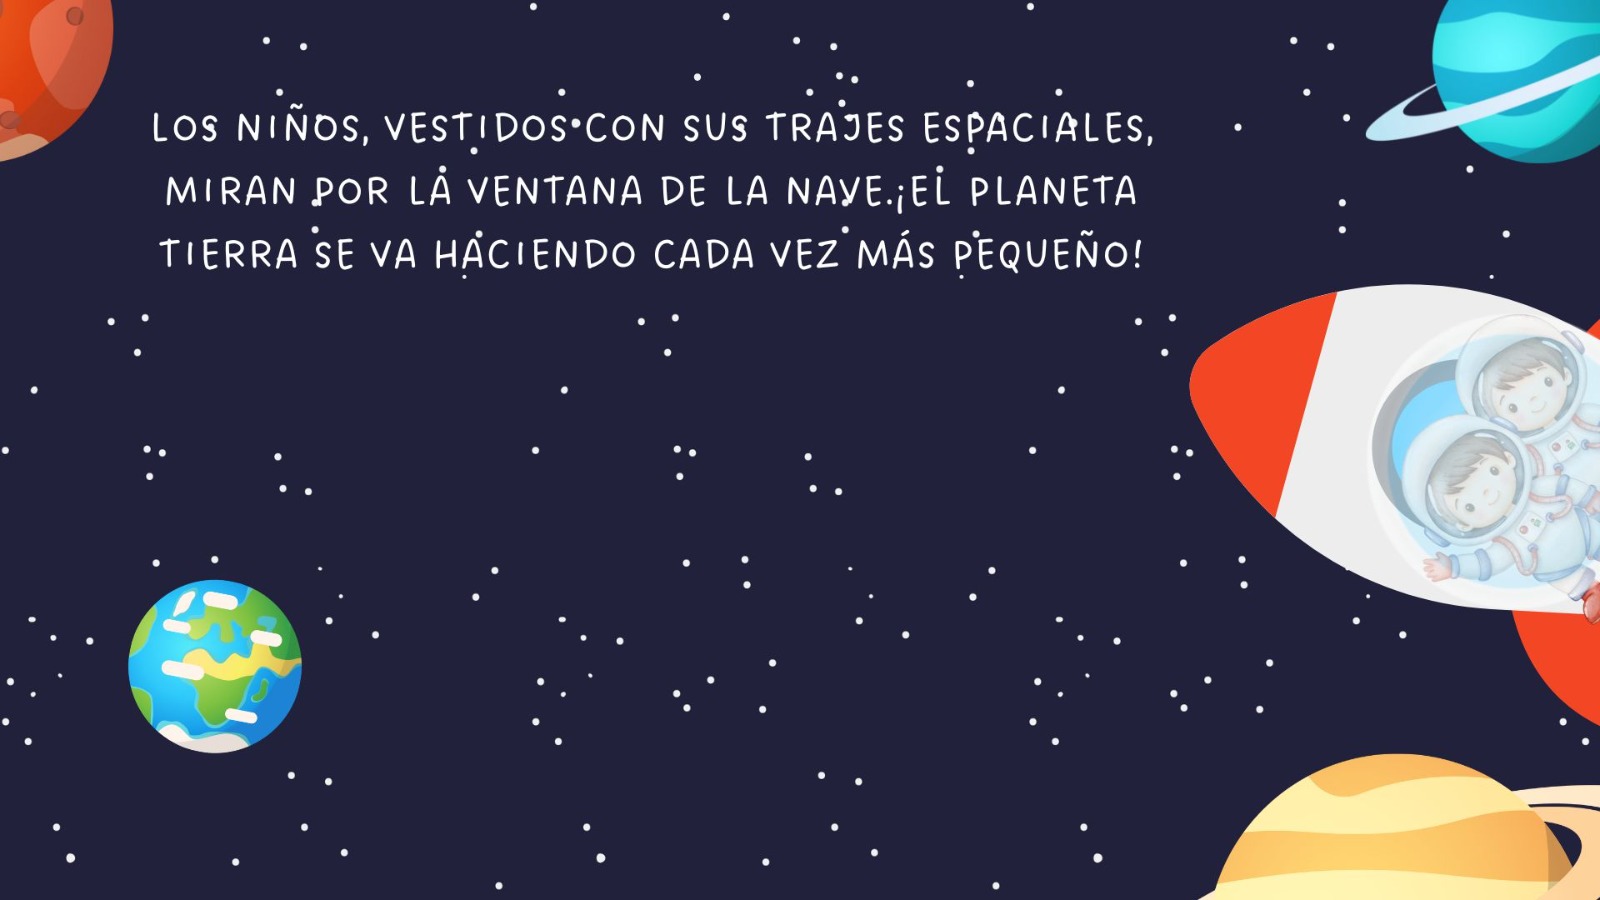 LOS NIÑOS, VESTIDOS CON SUS TRAJES ESPACIALES,
MIRAN POR LA VENTANA DE LA NAVE.¡EL PLANETA
TIERRA SE VA HACIENDO CADA VEZ MÁS PEQUEÑO!